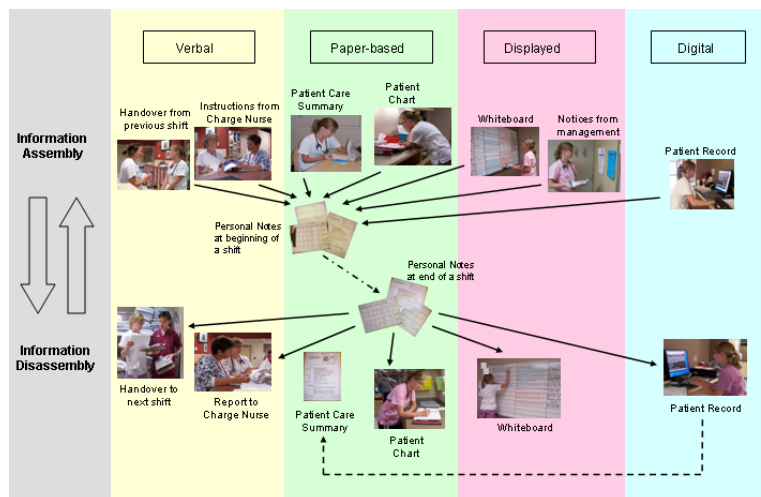 Verbal
Paper-based
Displayed
Digital
Information
Assembly
Handover from
previous shift
Instructions from
Charge Nurse
Patient Care
Summary
Patient
Chart
Whiteboard
Notices from
management
Patient Record
Personal Notes
at beginning of
a shift
Personal Notes
at end of a shift
Information
Disassembly
Handover to
next shift
Report to
Charge Nurse
Patient Care
Summary
Patient
Chart
Whiteboard
Patient Record